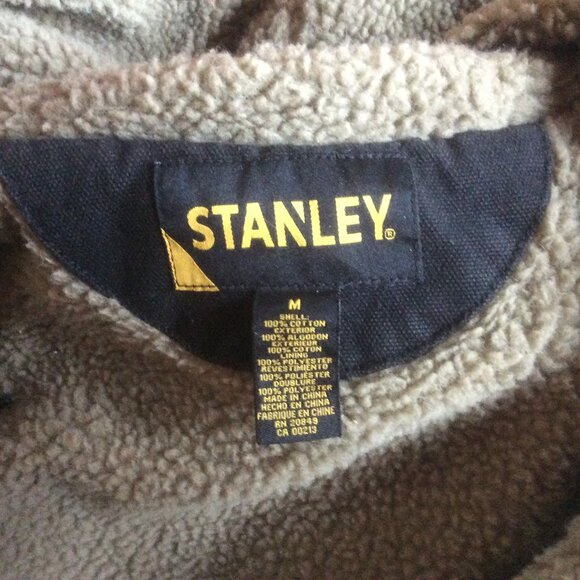 STANLEY®
M
SHELL:
100% COTTON
EXTERIOR
100% ALGODON
EXTERIEUR
100% COTON
LINING
100% POLYESTER
REVESTIMIENTO
100% POLIÉSTER
DOUBLURE
100% POLYESTER
MADE IN CHINA
HECHO EN CHINA
FABRIQUE EN CHINE
RN 20849
CA 00213